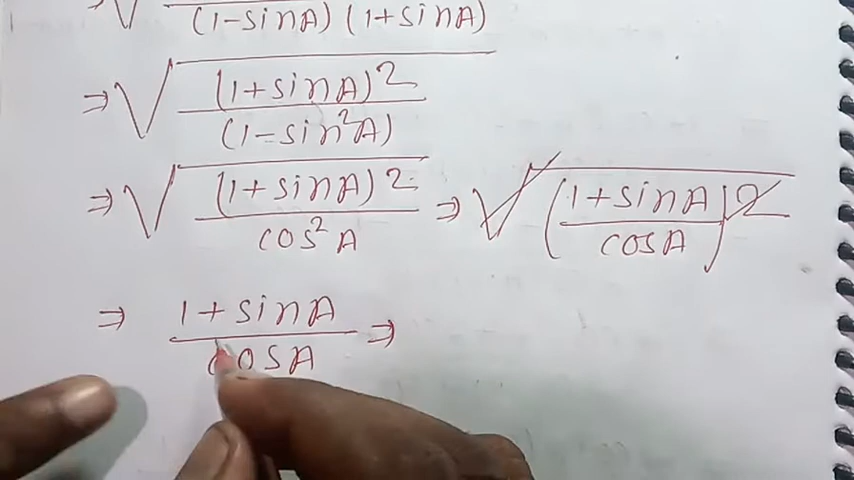 √ (1-sinA) (1+sinA)
⇒ √((1+sinA)² / (1-sin²A))
⇒ √((1+sinA)² / cos²A) ⇒ √((1+sinA / cosA)²)
⇒ 1+sinA / cosA ⇒